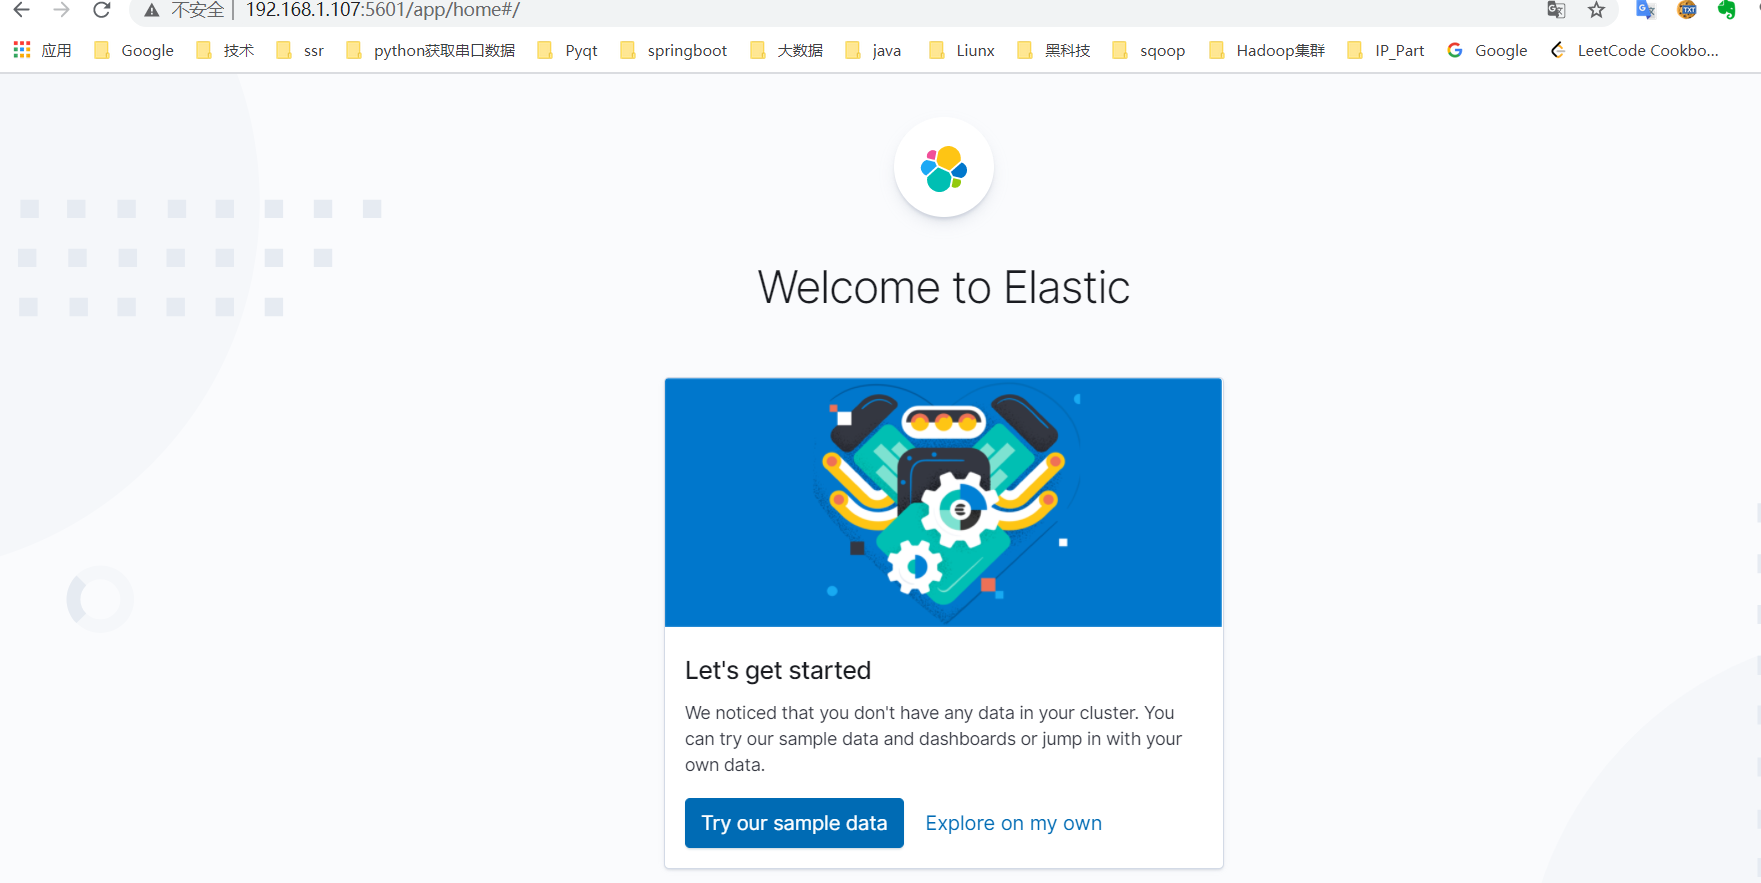 不安全 192.168.1.107:5601/app/home#/
应用 Google 技术 ssr python获取串口数据 Pyqt springboot 大数据 java Liunx 黑科技 sqoop Hadoop集群 IP_Part Google LeetCode Cookbo...
Welcome to Elastic
Let's get started
We noticed that you don't have any data in your cluster. You
can try our sample data and dashboards or jump in with your
own data.
Try our sample data Explore on my own